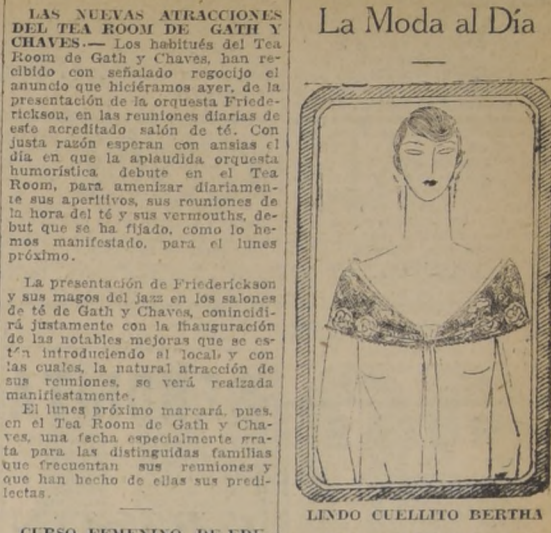 LAS NUEVAS ATRACCIONES
DEL TEA ROOM DE GATH Y
CHAVES.— Los habitués del Tea
Room de Gath y Chaves, han re-
cibido con señalado regocijo el
anuncio que hiciéramos ayer, de la
presentación de la orquesta Friede-
rickson, en las reuniones diarias de
este acreditado salón de té. Con
justa razón esperan con ansias el
día en que la aplaudida orquesta
humorística debute en el Tea
Room, para amenizar diariamen-
te sus aperitivos, sus reuniones de
la hora del té y sus vermouths, de-
but que se ha fijado, como lo he-
mos manifestado, para el lunes
próximo.
La presentación de Friederickson
y sus magos del jazz en los salones
de té de Gath y Chaves, conincidi-
rá justamente con la inauguración
de las notables mejoras que se es-
tán introduciendo al local, y con
las cuales, la natural atracción de
sus reuniones, se verá realzada
manifiestamente.
El lunes próximo marcará, pues,
en el Tea Room de Gath y Cha-
ves, una fecha especialmente grata
para las distinguidas familias
que frecuentan sus reuniones y
que han hecho de ellas sus predi-
lectas.
CURSO FEMENINO DE
La Moda al Día
LINDO CUELLITO BERTHA